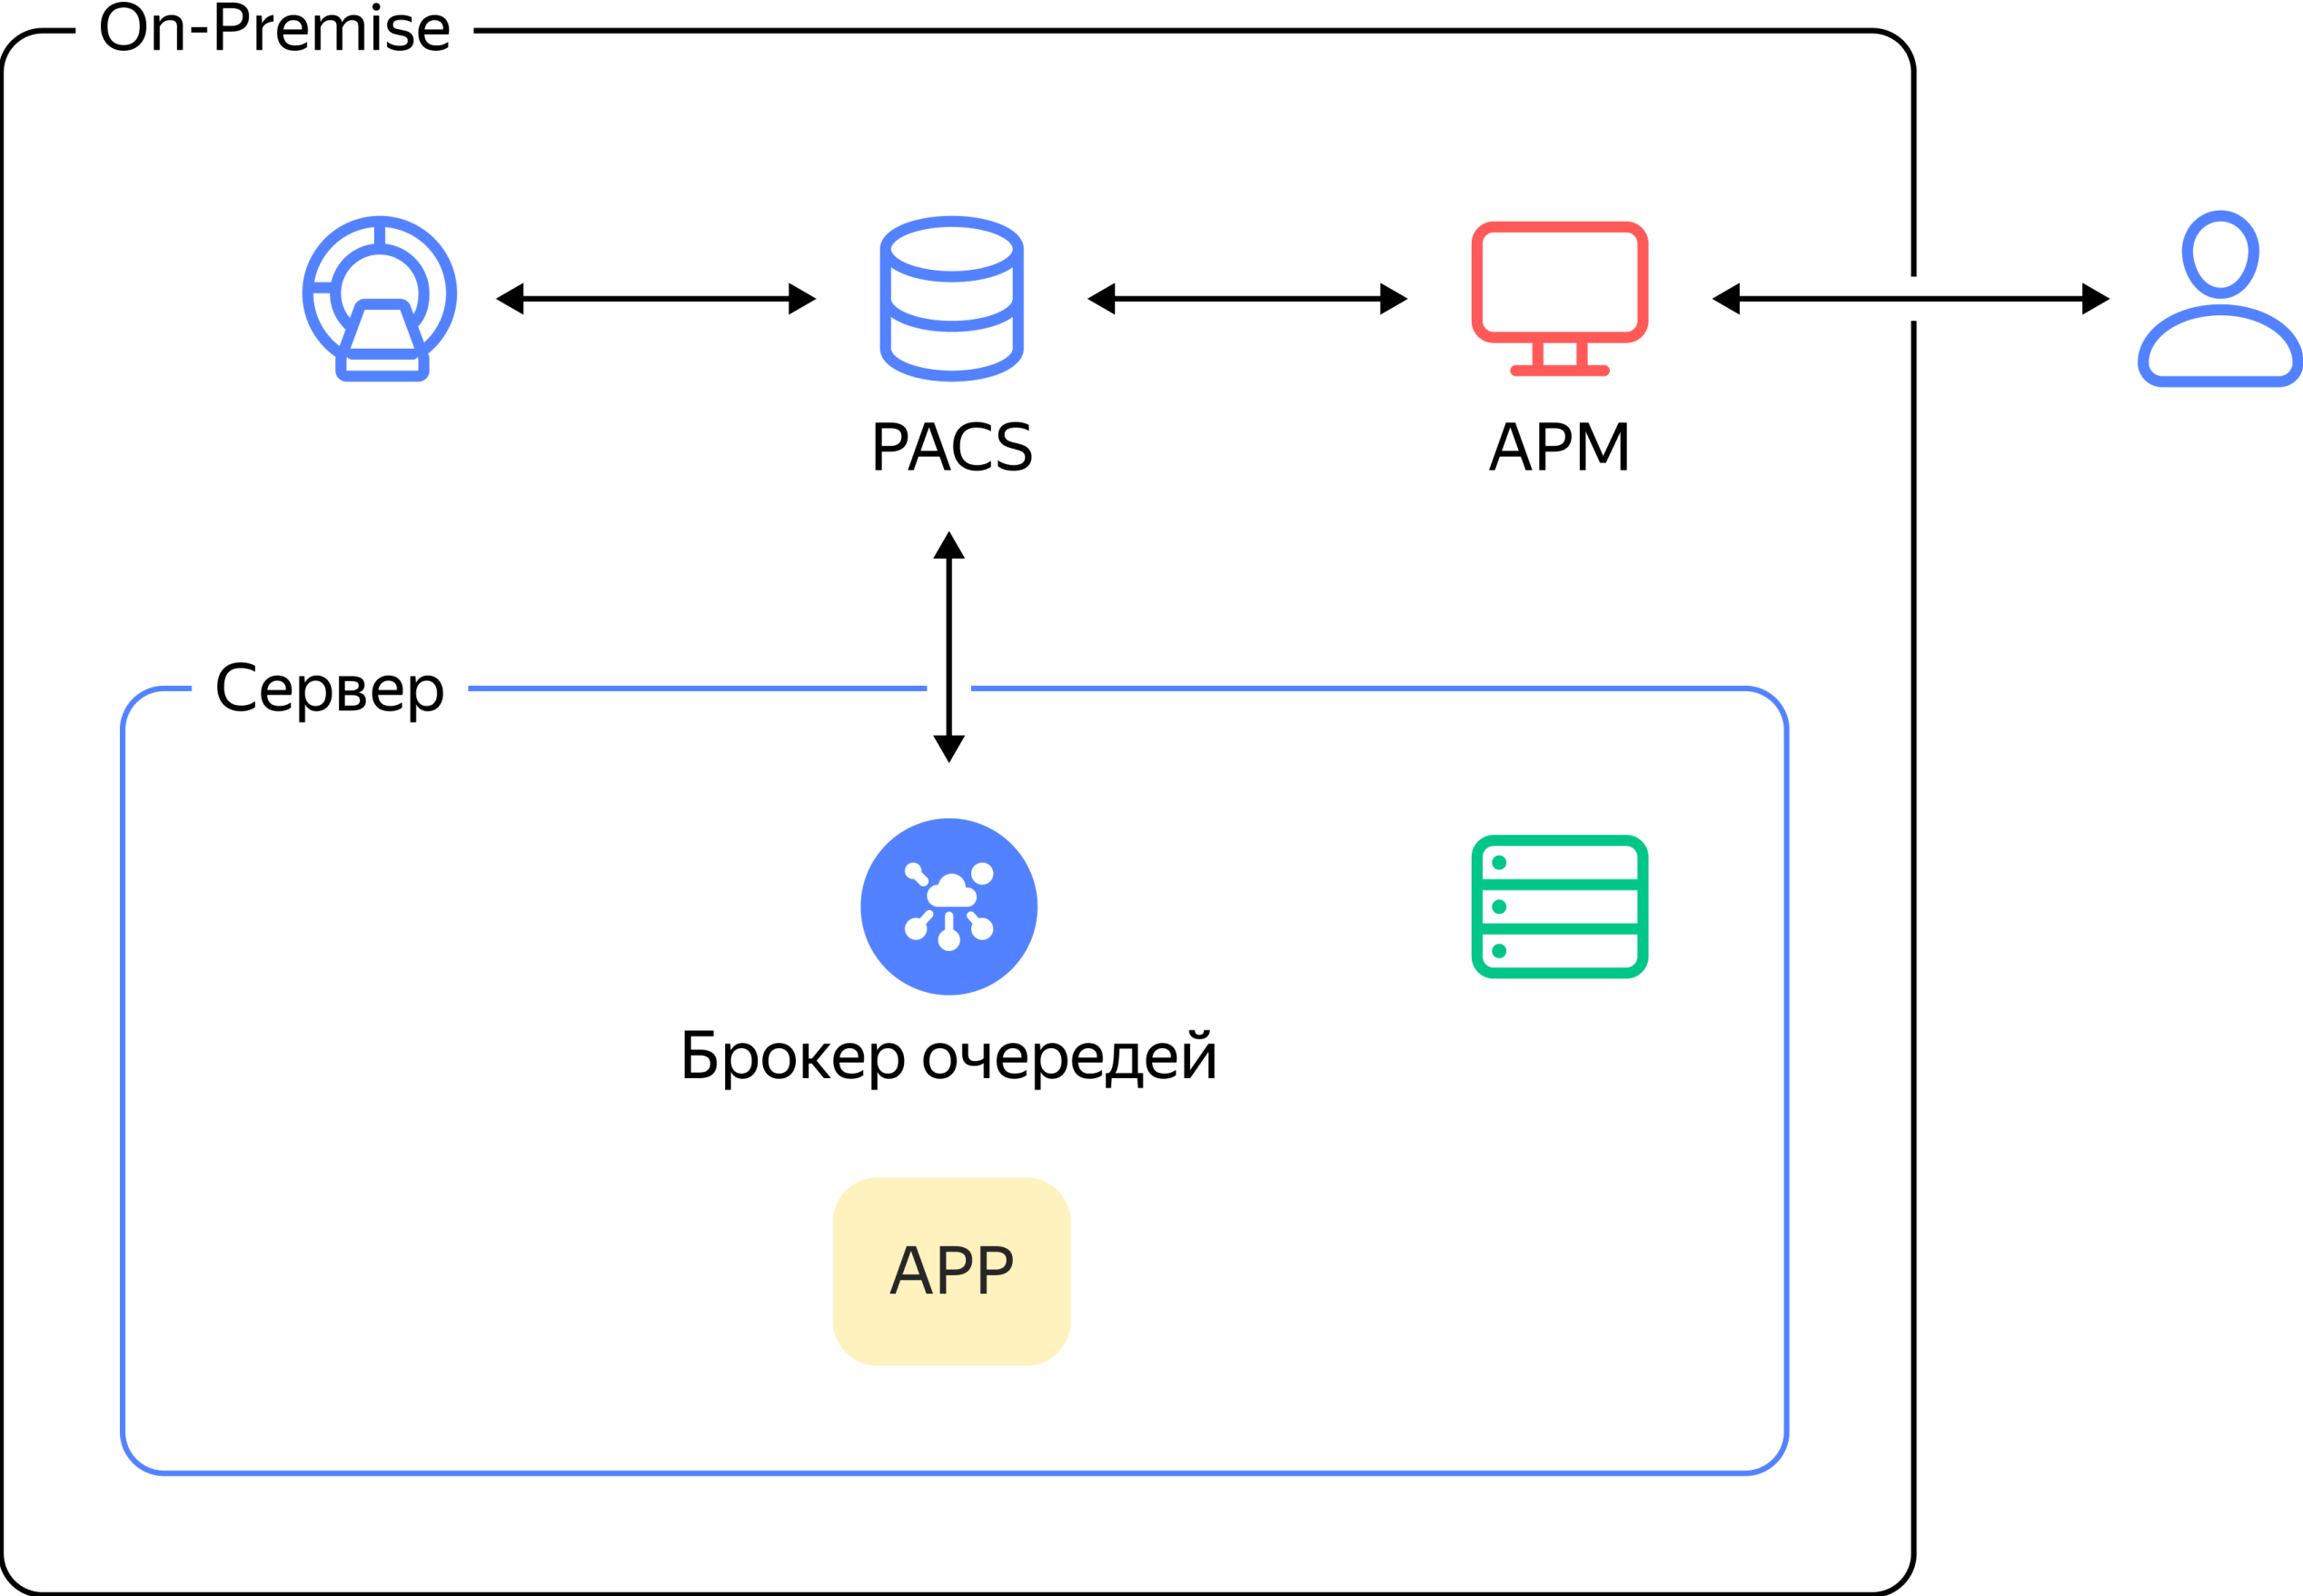 On-Premise
PACS
АРМ
Сервер
Брокер очередей
APP